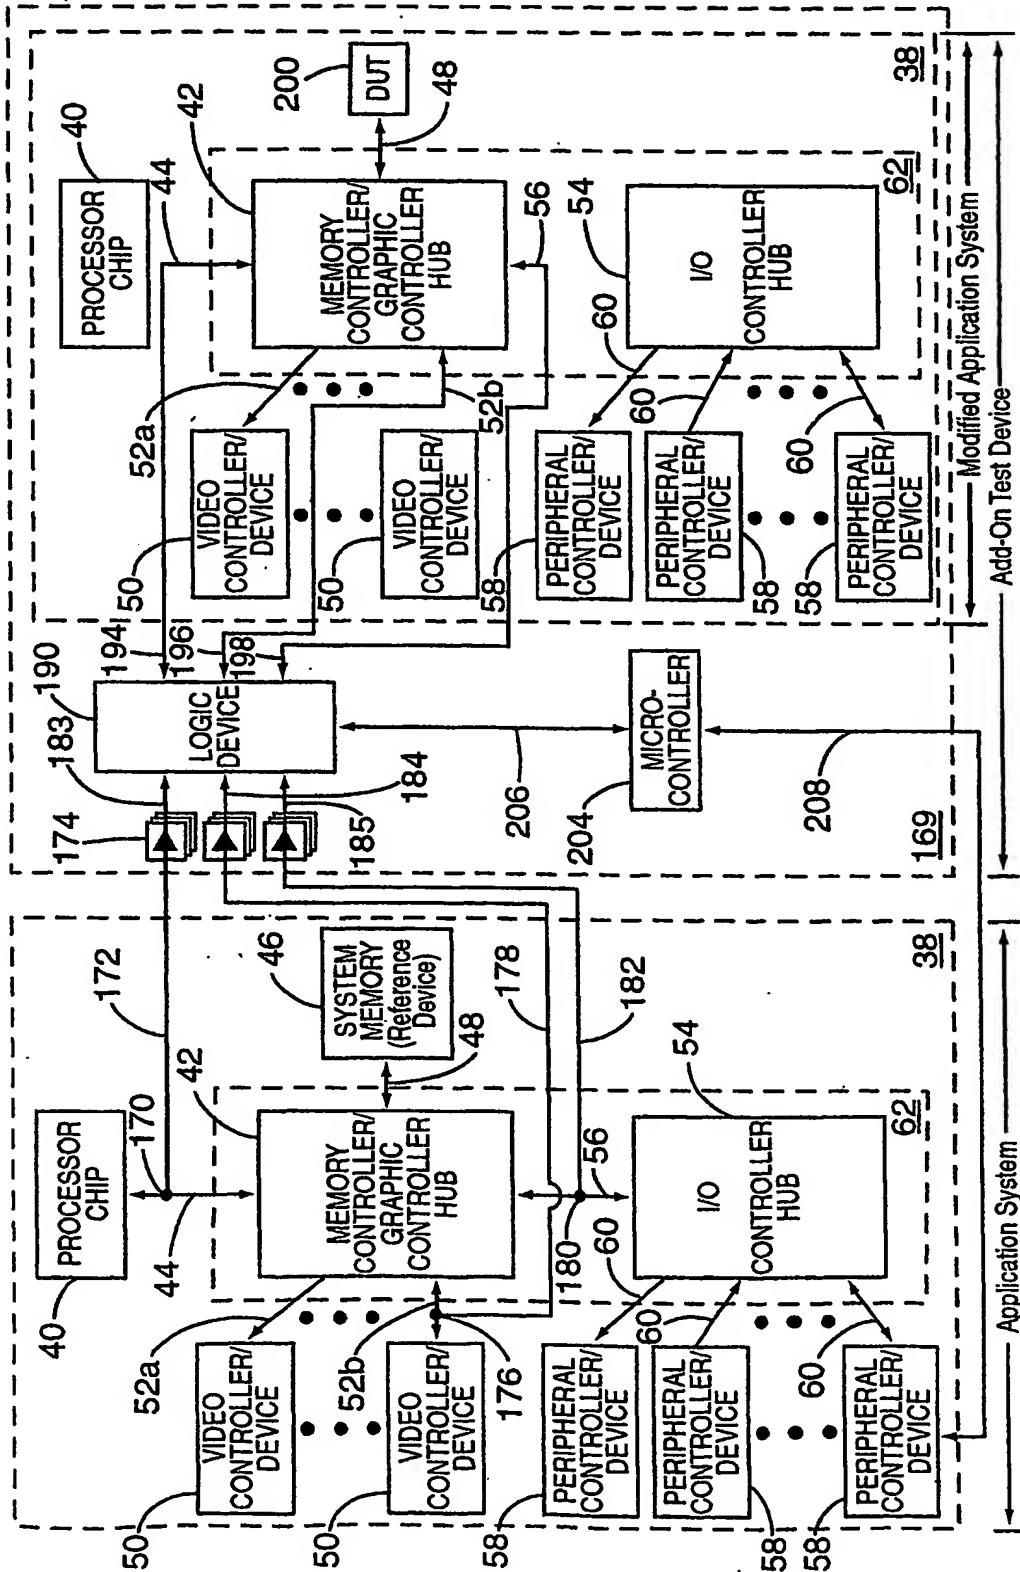 40
PROCESSOR
CHIP
170
172
44
42
MEMORY
CONTROLLER/
GRAPHIC
CONTROLLER
HUB
46
SYSTEM
MEMORY
(Reference
Device)
48
52a
50
VIDEO
CONTROLLER/
DEVICE
52b
50
VIDEO
CONTROLLER/
DEVICE
176
178
180
182
56
54
I/O
CONTROLLER
HUB
62
60
60
60
58
PERIPHERAL
CONTROLLER/
DEVICE
58
PERIPHERAL
CONTROLLER/
DEVICE
58
PERIPHERAL
CONTROLLER/
DEVICE
38
Application System
174
183
184
185
190
LOGIC
DEVICE
194
196
198
206
204
MICRO-
CONTROLLER
208
169
40
PROCESSOR
CHIP
44
42
MEMORY
CONTROLLER/
GRAPHIC
CONTROLLER
HUB
200
DUT
48
52a
50
VIDEO
CONTROLLER/
DEVICE
52b
50
VIDEO
CONTROLLER/
DEVICE
56
54
I/O
CONTROLLER
HUB
62
60
60
60
58
PERIPHERAL
CONTROLLER/
DEVICE
58
PERIPHERAL
CONTROLLER/
DEVICE
58
PERIPHERAL
CONTROLLER/
DEVICE
38
Modified Application System
Add-On Test Device